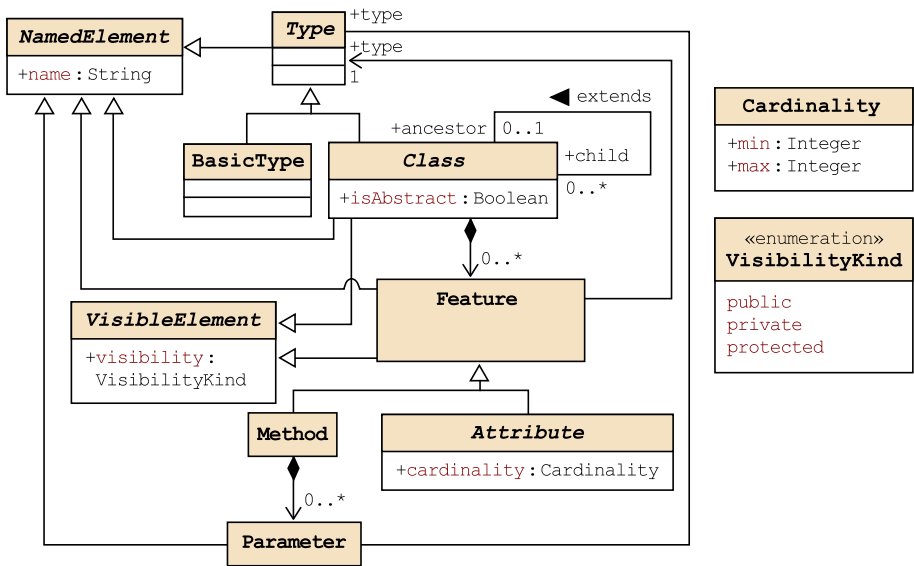 NamedElement
+name:String
Type
+type
+type
1
BasicType
◀ extends
+ancestor
0..1
Class
+isAbstract:Boolean
+child
0..*
Cardinality
+min:Integer
+max:Integer
«enumeration»
VisibilityKind
public
private
protected
0..*
Feature
VisibleElement
+visibility:
VisibilityKind
Method
Attribute
+cardinality:Cardinality
0..*
Parameter